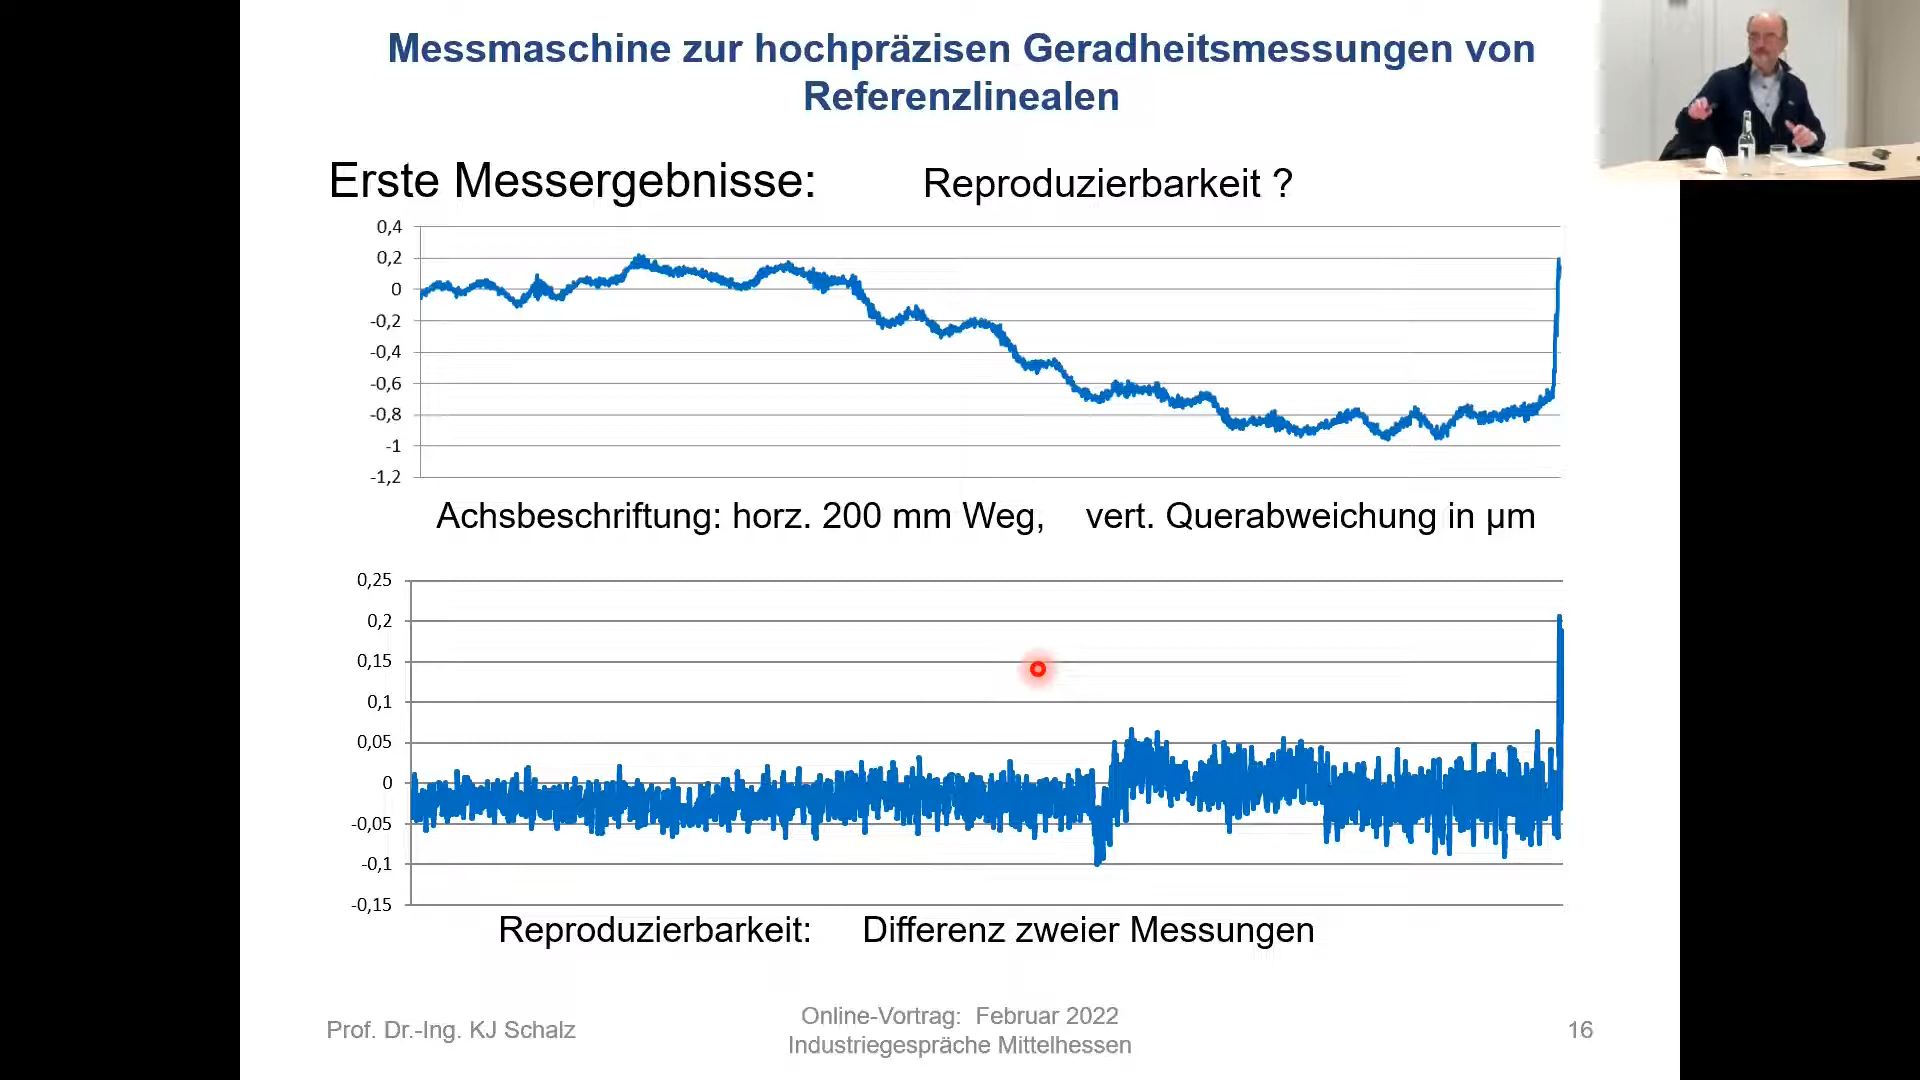 Messmaschine zur hochpräzisen Geradheitsmessungen von
Referenzlinealen
Erste Messergebnisse: Reproduzierbarkeit ?
0,4
0,2
0
-0,2
-0,4
-0,6
-0,8
-1
-1,2
Achsbeschriftung: horz. 200 mm Weg, vert. Querabweichung in µm
0,25
0,2
0,15
0,1
0,05
0
-0,05
-0,1
-0,15
Reproduzierbarkeit: Differenz zweier Messungen
Prof. Dr.-Ing. KJ Schalz
Online-Vortrag: Februar 2022
Industriegespräche Mittelhessen
16